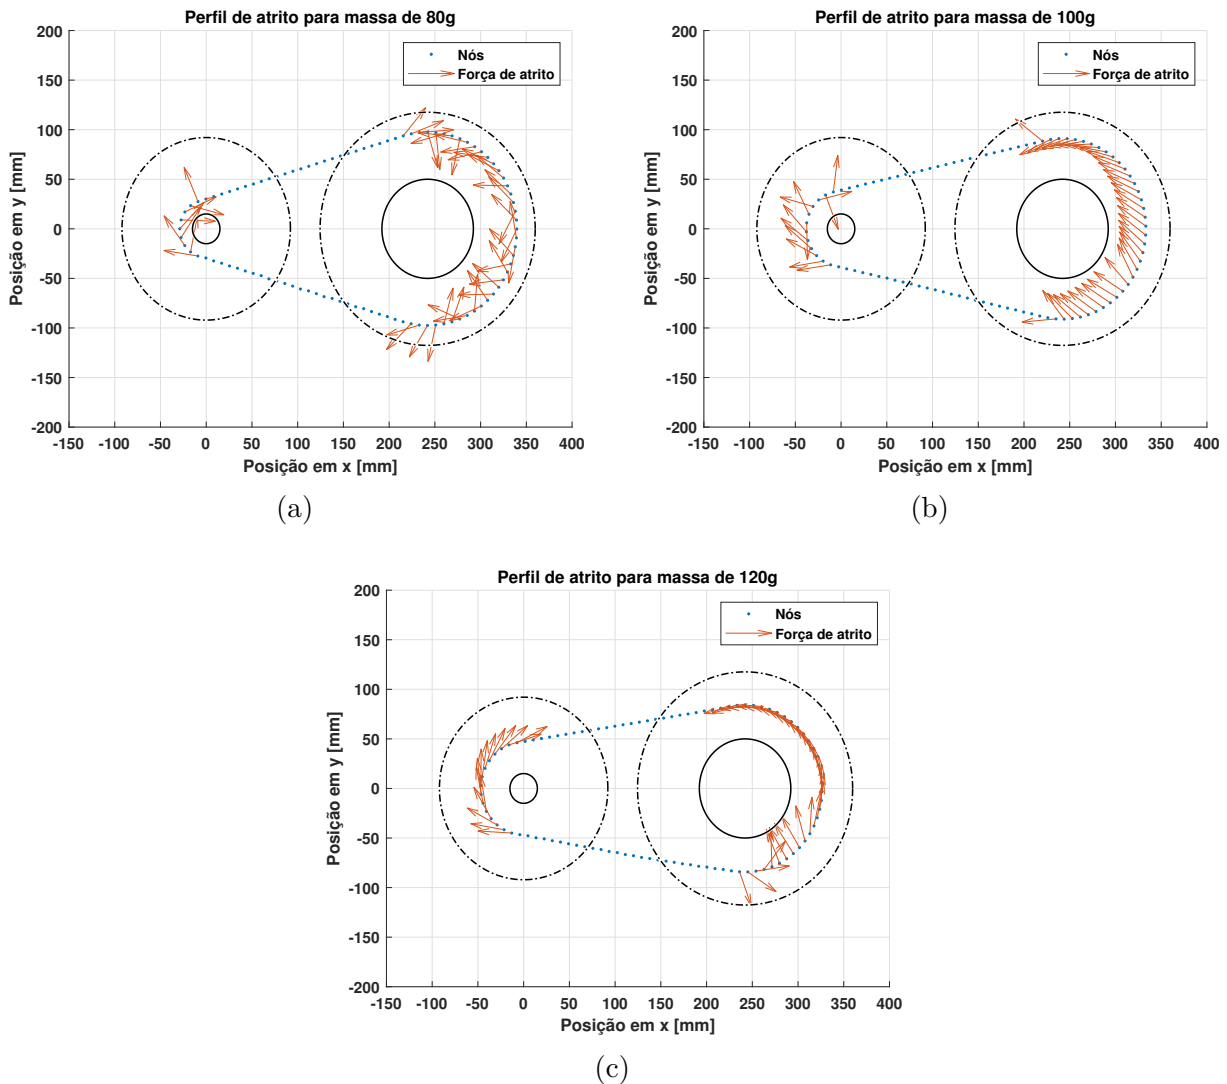 Perfil de atrito para massa de 80g
200
150
100
50
0
-50
-100
-150
-200
-150 -100 -50 0 50 100 150 200 250 300 350 400
Posição em x [mm]
Posição em y [mm]
Nós
Força de atrito
(a)
Perfil de atrito para massa de 100g
200
150
100
50
0
-50
-100
-150
-200
-150 -100 -50 0 50 100 150 200 250 300 350 400
Posição em x [mm]
Posição em y [mm]
Nós
Força de atrito
(b)
Perfil de atrito para massa de 120g
200
150
100
50
0
-50
-100
-150
-200
-150 -100 -50 0 50 100 150 200 250 300 350 400
Posição em x [mm]
Posição em y [mm]
Nós
Força de atrito
(c)